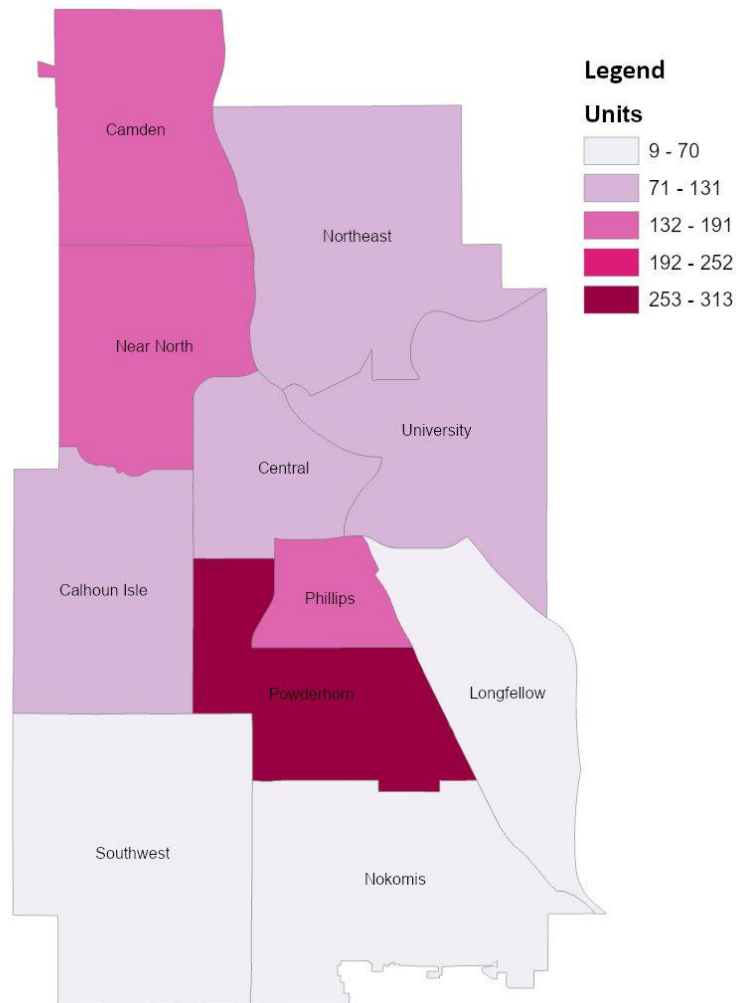 Legend
Units
9 - 70
71 - 131
132 - 191
192 - 252
253 - 313
Camden
Northeast
Near North
University
Central
Calhoun Isle
Phillips
Powderhorn
Longfellow
Southwest
Nokomis